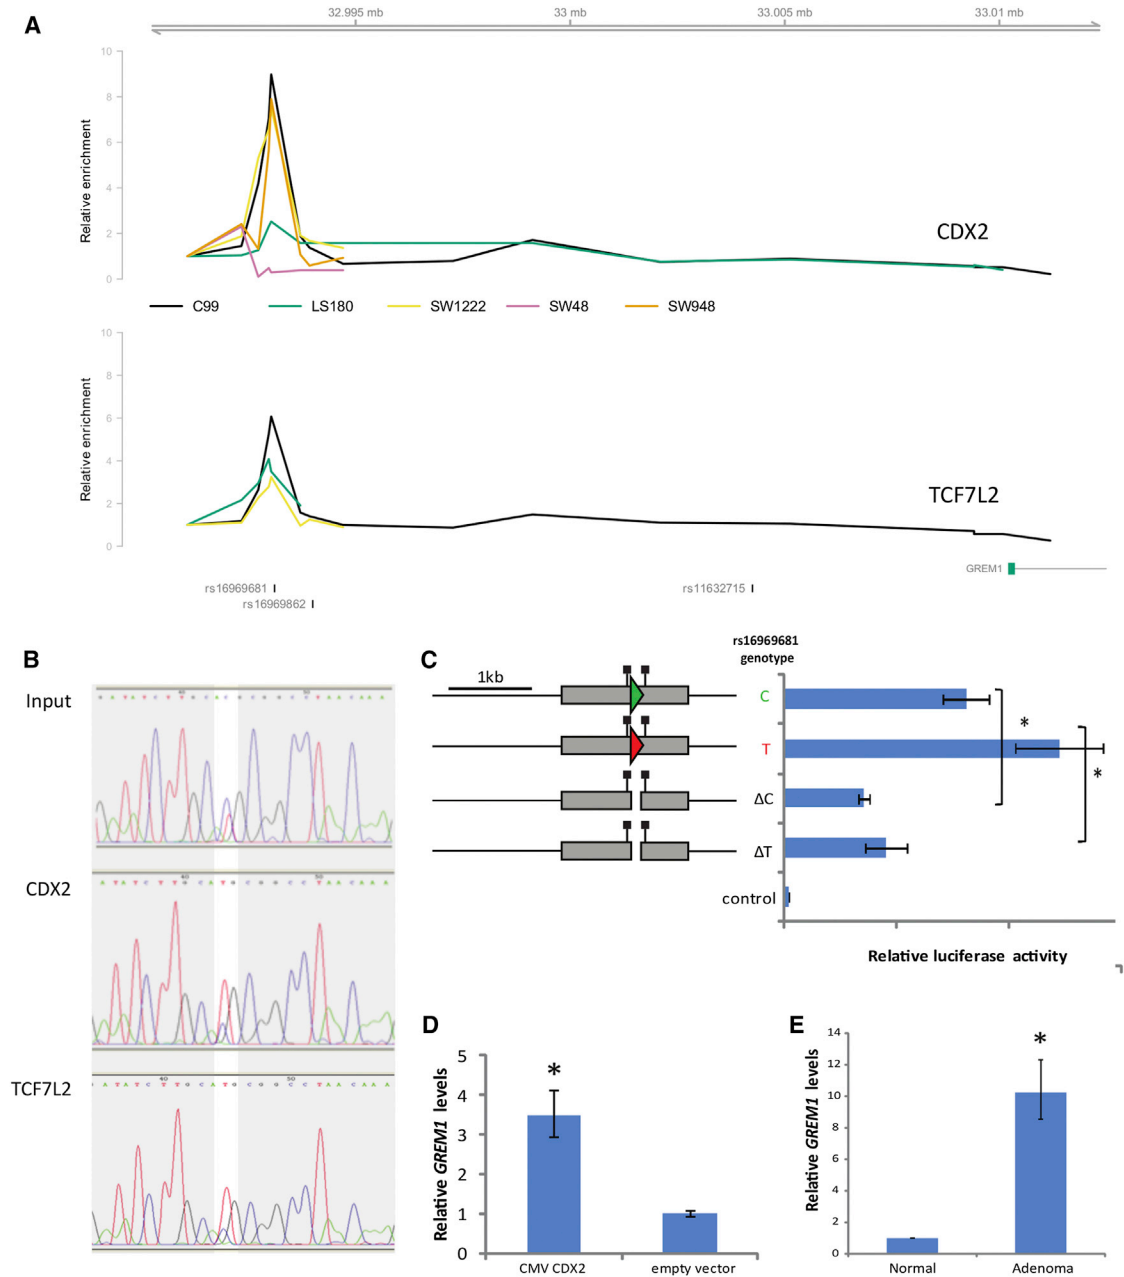 A
32.995 mb
33 mb
33.005 mb
33.01 mb
10
8
6
4
2
0
Relative enrichment
CDX2
C99
LS180
SW1222
SW48
SW948
10
8
6
4
2
0
Relative enrichment
TCF7L2
GREM1
rs16969681
rs16969862
rs11632715
B
Input
CDX2
A T A T C T T G C A T G C G G C C T A A C A A A
40
50
TCF7L2
A T A T C T T G C A T G C G G C C T A A C A A A
40
50
C
1kb
rs16969681
genotype
C
T
ΔC
ΔT
control
*
*
Relative luciferase activity
D
Relative GREM1 levels
5
4
3
2
1
0
*
CMV CDX2
empty vector
E
Relative GREM1 levels
14
12
10
8
6
4
2
0
*
Normal
Adenoma